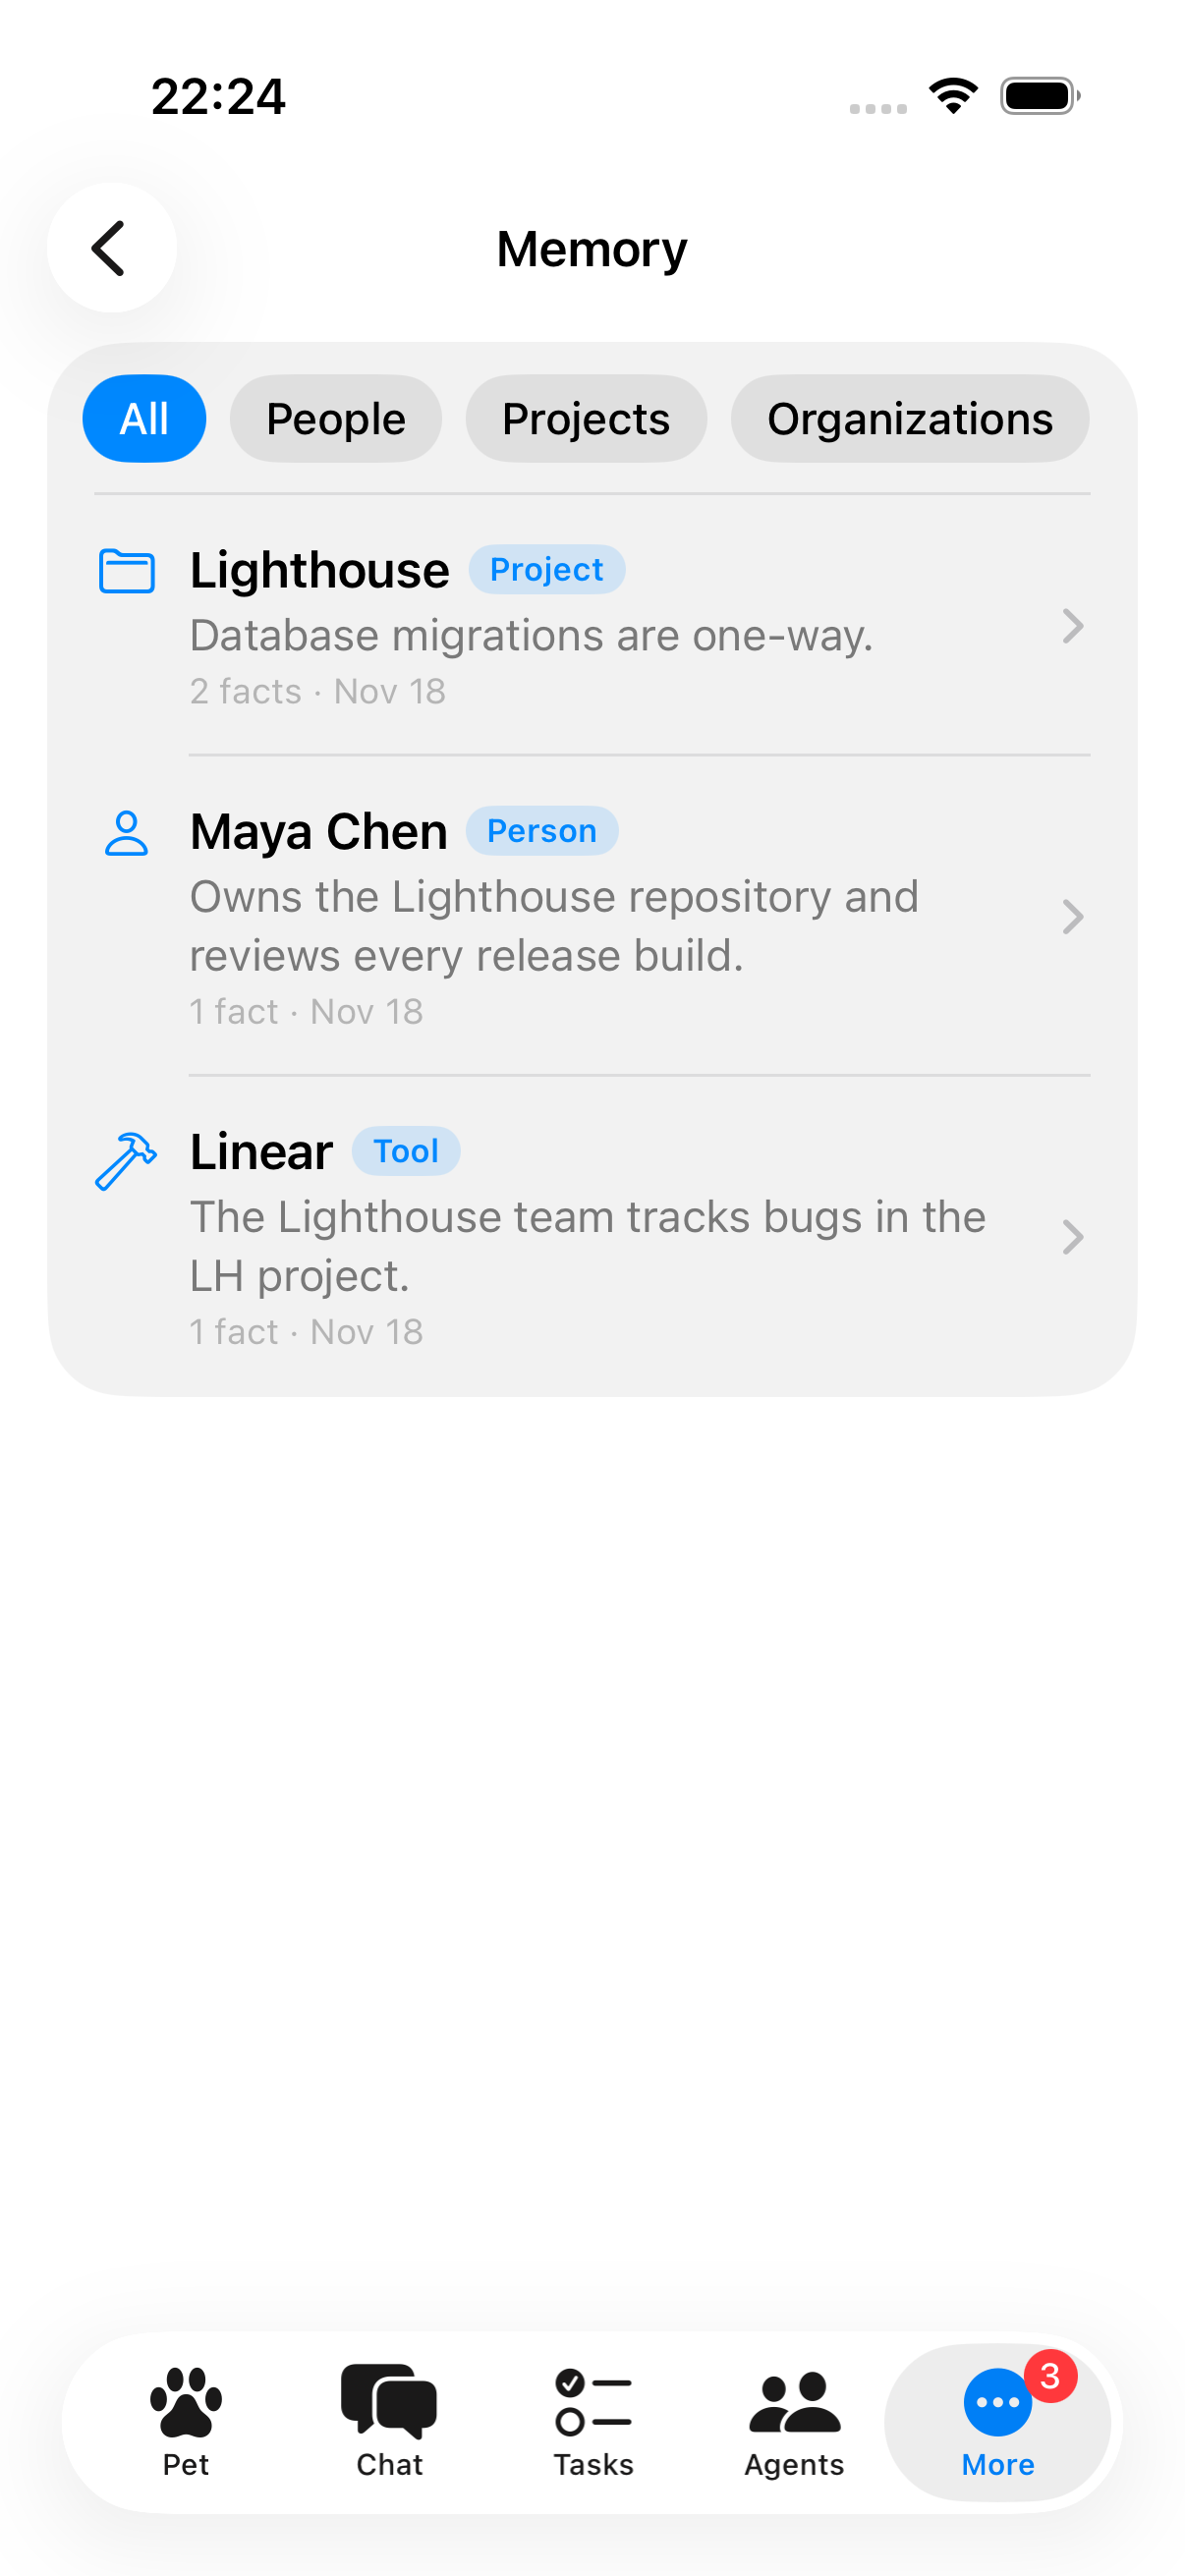 22:24
Memory
All
People
Projects
Organizations
Lighthouse Project
Database migrations are one-way.
2 facts · Nov 18
Maya Chen Person
Owns the Lighthouse repository and
reviews every release build.
1 fact · Nov 18
Linear Tool
The Lighthouse team tracks bugs in the
LH project.
1 fact · Nov 18
3
Pet
Chat
Tasks
Agents
More